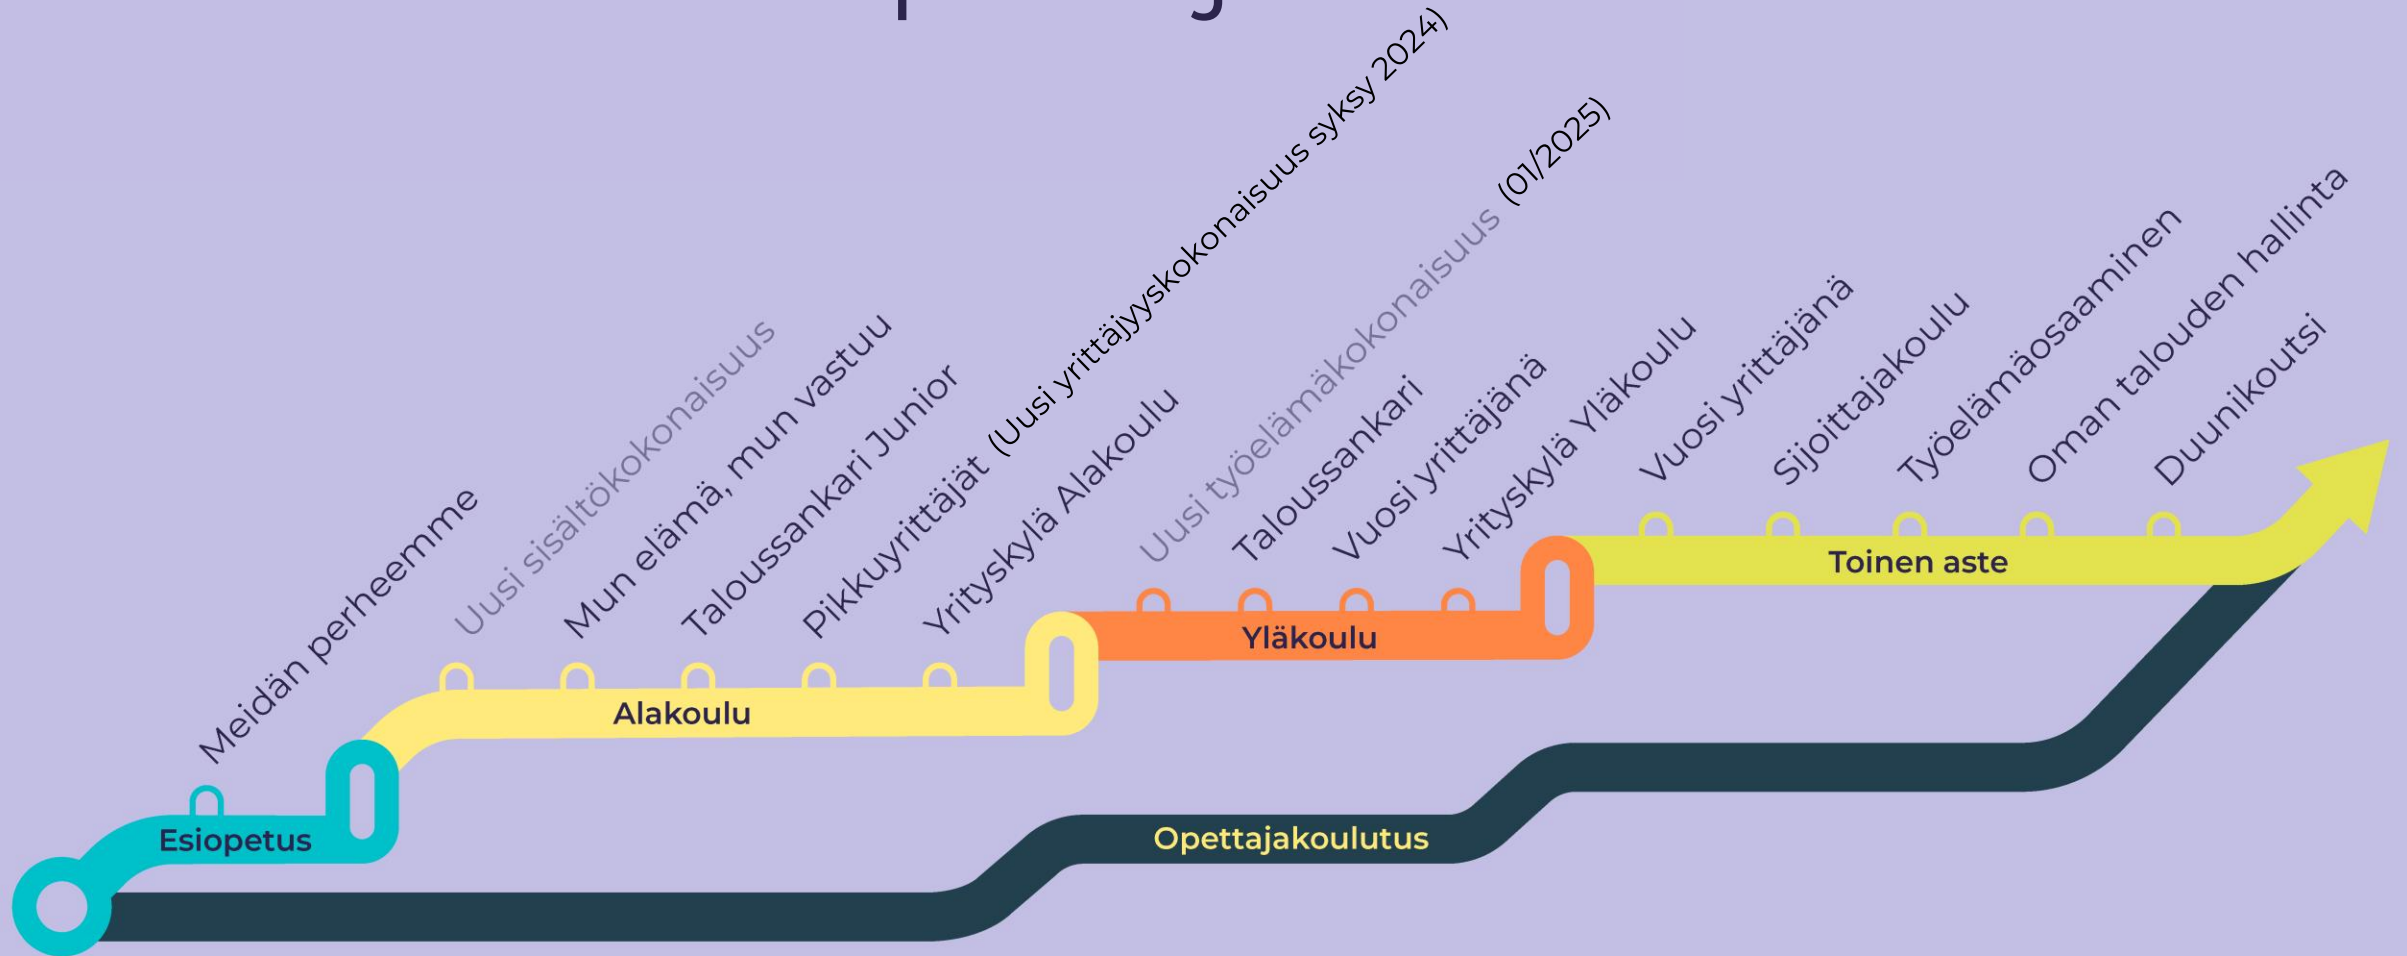 Meidän perheemme
Uusi sisältökokonaisuus
Mun elämä, mun vastuu
Taloussankari Junior
Pikkuyrittäjät (Uusi yrittäjyyskokonaisuus syksy 2024)
Yrityskylä Alakoulu
Uusi työelämäkokonaisuus (01/2025)
Taloussankari
Vuosi yrittäjänä
Yrityskylä Yläkoulu
Vuosi yrittäjänä
Sijoittajakoulu
Työelämäosaaminen
Oman talouden hallinta
Duunikoutsi
Toinen aste
Yläkoulu
Alakoulu
Esiopetus
Opettajakoulutus